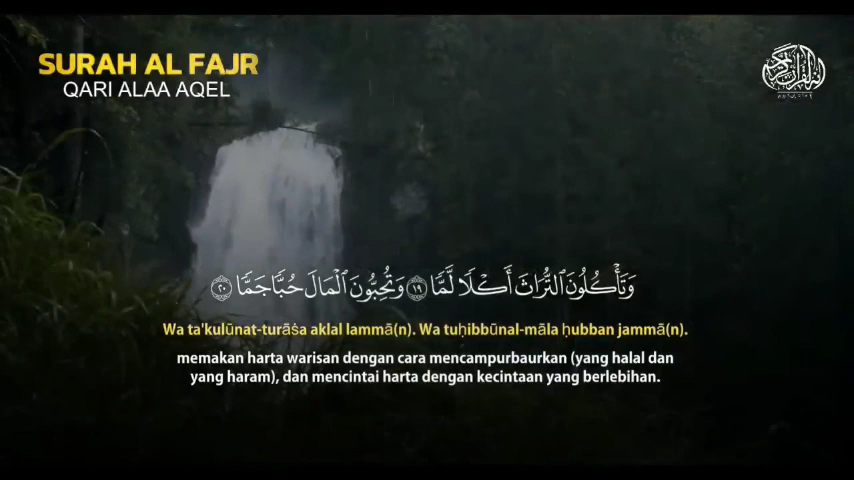 SURAH AL FAJR
QARI ALAA AQEL
وَتَأْكُلُونَ ٱلتُّرَاثَ أَكْلًا لَّمًّا ۝١٩ وَتُحِبُّونَ ٱلْمَالَ حُبًّا جَمًّا ۝٢٠
Wa ta'kulūnat-turāṡa aklal lammā(n). Wa tuḥibbūnal-māla ḥubban jammā(n).
memakan harta warisan dengan cara mencampurbaurkan (yang halal dan
yang haram), dan mencintai harta dengan kecintaan yang berlebihan.